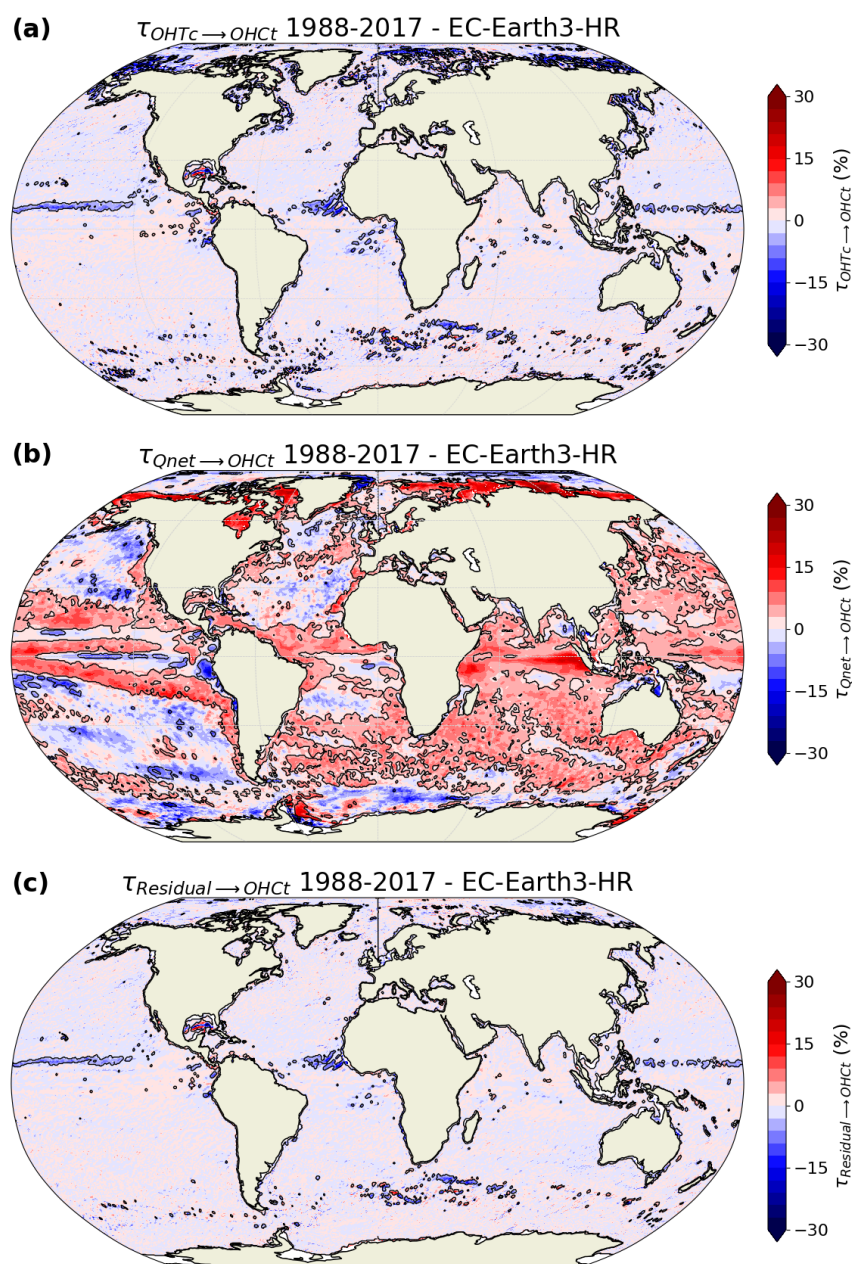 (a) τOHTc⟶OHCt 1988-2017 - EC-Earth3-HR
30
15
0
−15
−30
τOHTc⟶OHCt (%)
(b) τQnet⟶OHCt 1988-2017 - EC-Earth3-HR
30
15
0
−15
−30
τQnet⟶OHCt (%)
(c) τResidual⟶OHCt 1988-2017 - EC-Earth3-HR
30
15
0
−15
−30
τResidual⟶OHCt (%)